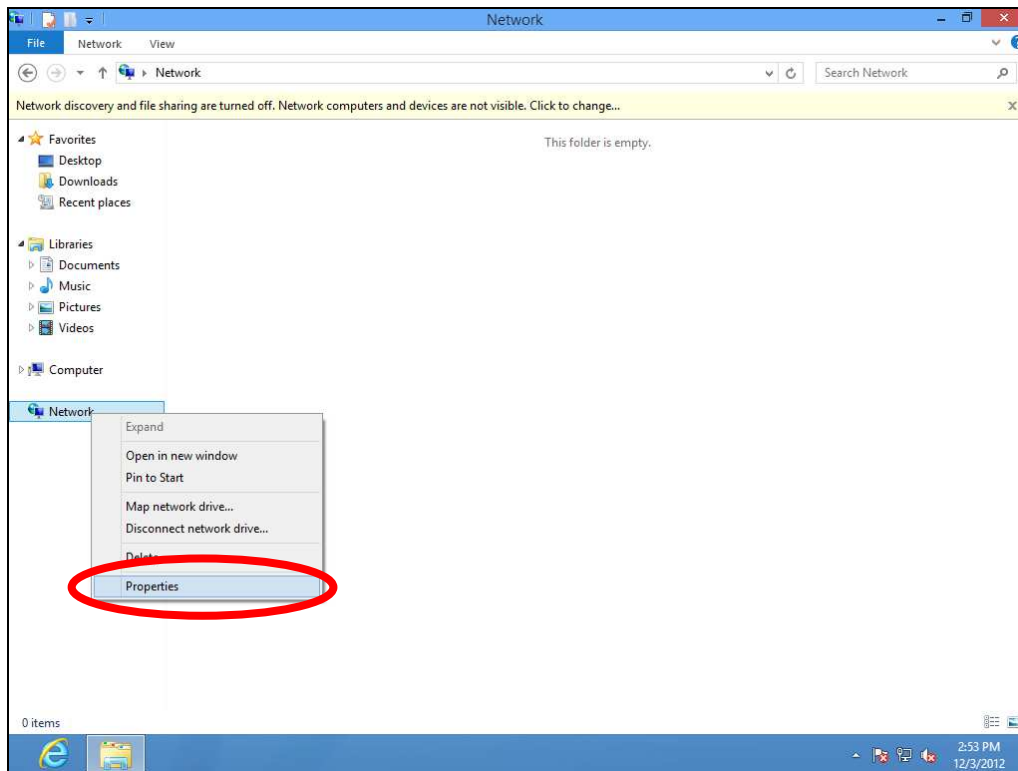 Network
File Network View
Network
Search Network
Network discovery and file sharing are turned off. Network computers and devices are not visible. Click to change...
This folder is empty.
Favorites
Desktop
Downloads
Recent places
Libraries
Documents
Music
Pictures
Videos
Computer
Network
Expand
Open in new window
Pin to Start
Map network drive...
Disconnect network drive...
Delete
Properties
0 items
2:53 PM
12/3/2012